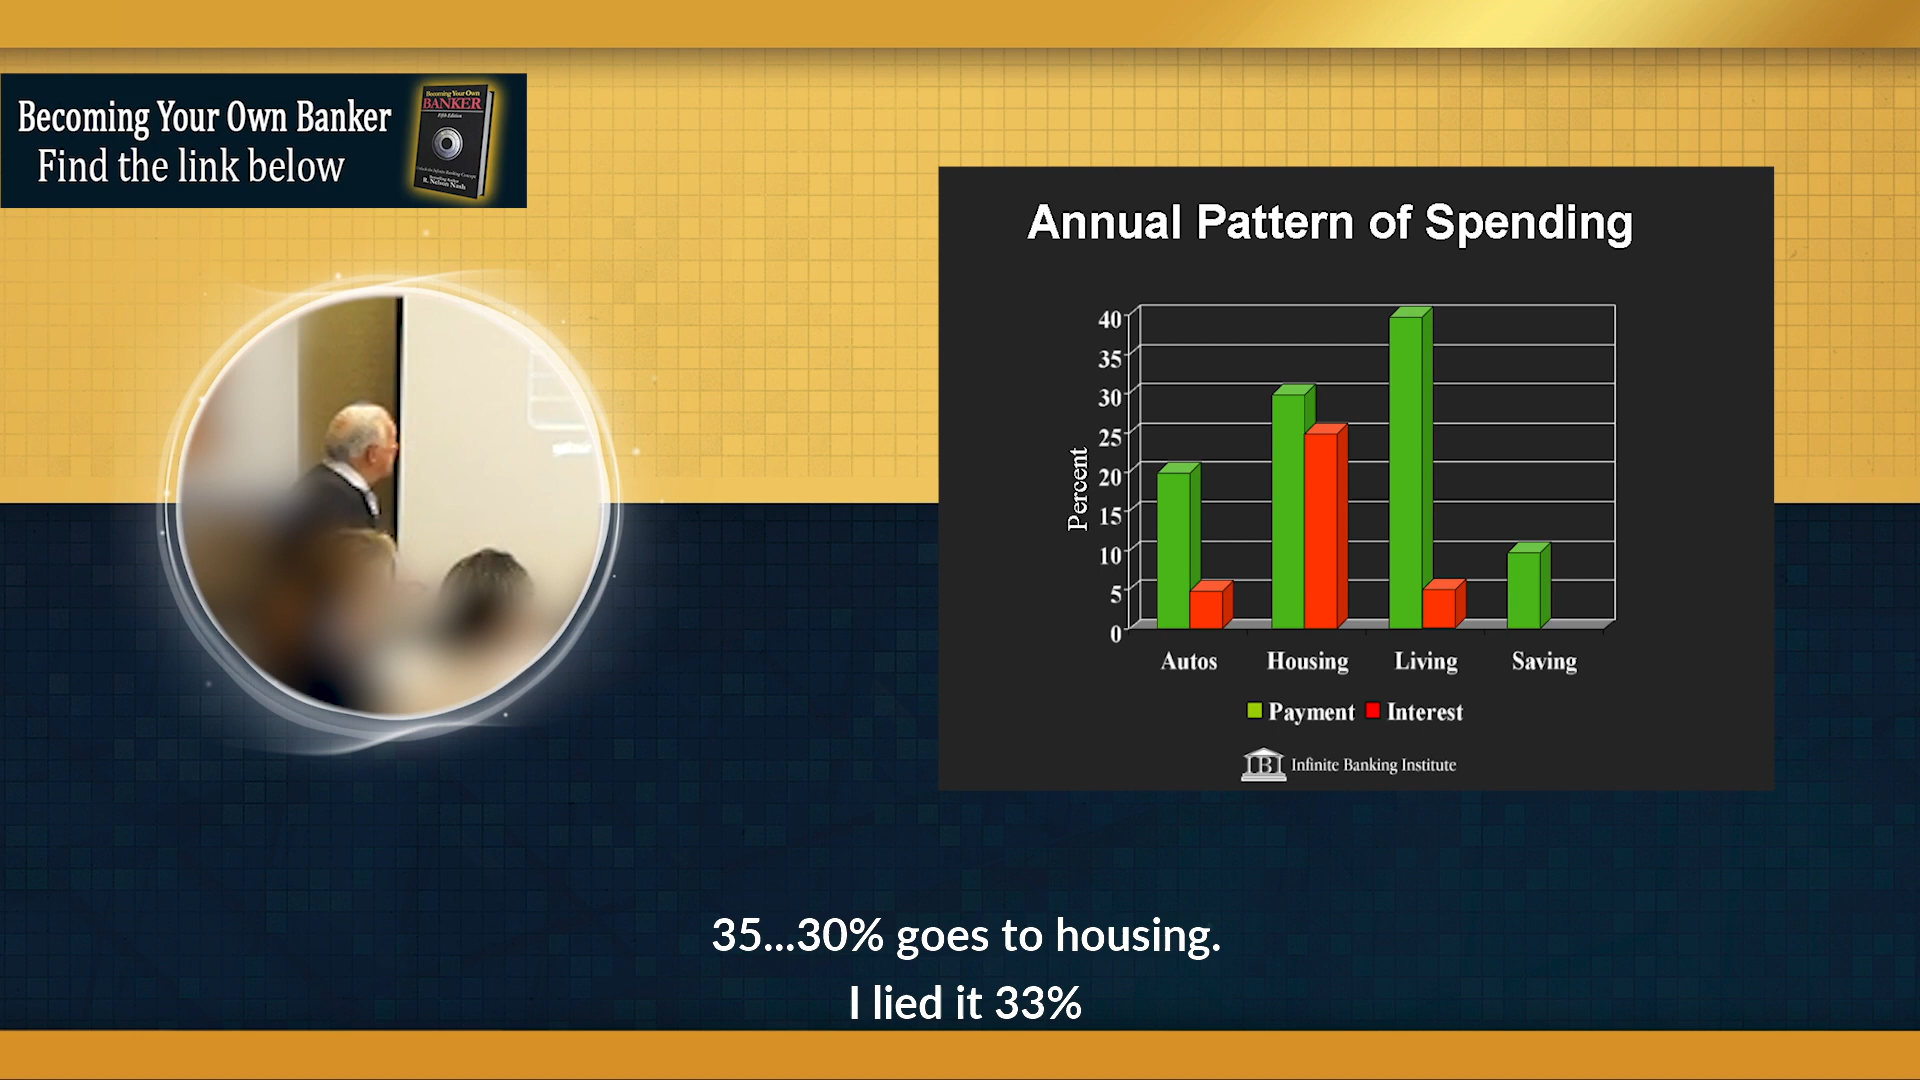 Becoming Your Own Banker
Find the link below
Becoming Your Own
BANKER
Fifth Edition
R. Nelson Nash
Annual Pattern of Spending
Percent
40
35
30
25
20
15
10
5
0
Autos Housing Living Saving
Payment Interest
IBI Infinite Banking Institute
35...30% goes to housing.
I lied it 33%